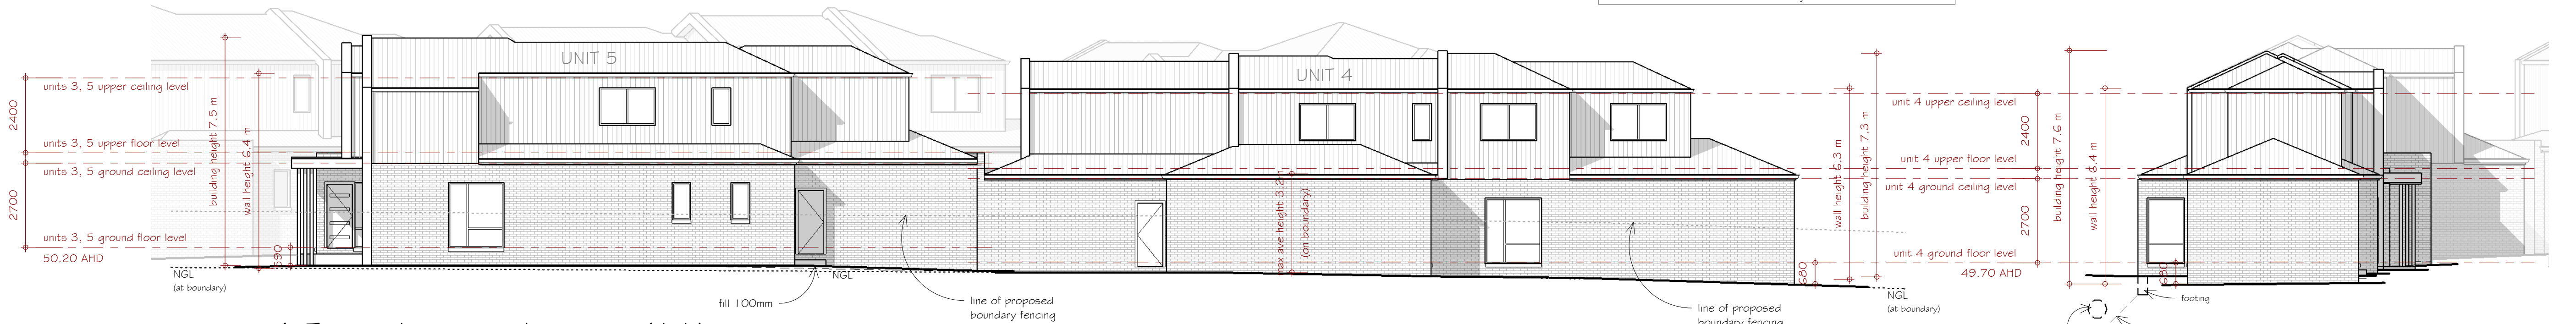 UNIT 5
UNIT 4
units 3, 5 upper ceiling level
2400
units 3, 5 upper floor level
units 3, 5 ground ceiling level
2700
units 3, 5 ground floor level
50.20 AHD
building height 7.5 m
wall height 6.4 m
NGL
(at boundary)
fill 100mm
NGL
line of proposed
boundary fencing
max ave height 3.2m
(on boundary)
line of proposed
boundary fencing
wall height 6.3 m
building height 7.3 m
680
NGL
(at boundary)
unit 4 upper ceiling level
2400
unit 4 upper floor level
unit 4 ground ceiling level
2700
unit 4 ground floor level
49.70 AHD
building height 7.6 m
wall height 6.4 m
680
footing